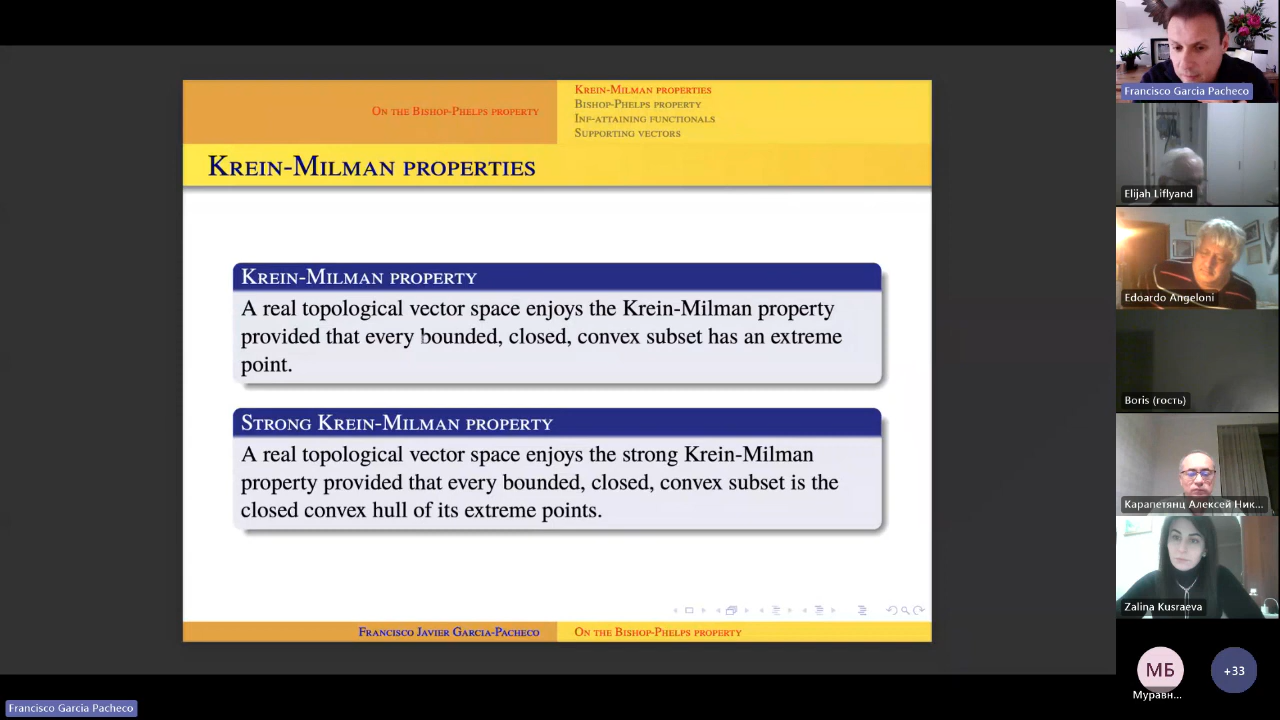 On the Bishop-Phelps property
Krein-Milman properties
Bishop-Phelps property
Inf-attaining functionals
Supporting vectors
Krein-Milman properties
Krein-Milman property
A real topological vector space enjoys the Krein-Milman property
provided that every bounded, closed, convex subset has an extreme
point.
Strong Krein-Milman property
A real topological vector space enjoys the strong Krein-Milman
property provided that every bounded, closed, convex subset is the
closed convex hull of its extreme points.
Francisco Javier Garcia-Pacheco
On the Bishop-Phelps property
Francisco Garcia Pacheco
Elijah Liflyand
Edoardo Angeloni
Boris (гость)
Карапетянц Алексей Ник...
Zalina Kusraeva
МБ
Муравн...
+33
Francisco Garcia Pacheco